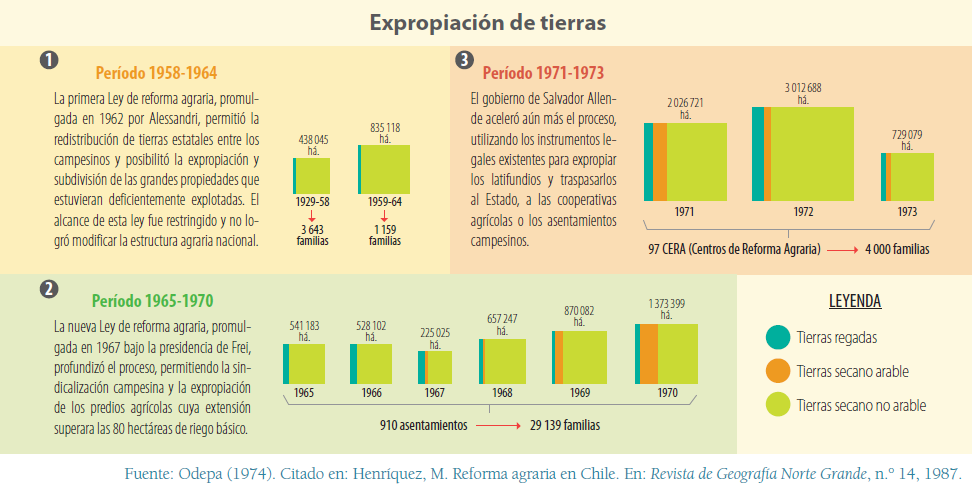 Expropiación de tierras
1
Período 1958-1964
La primera Ley de reforma agraria, promul-
gada en 1962 por Alessandri, permitió la
redistribución de tierras estatales entre los
campesinos y posibilitó la expropiación y
subdivisión de las grandes propiedades que
estuvieran deficientemente explotadas. El
alcance de esta ley fue restringido y no lo-
gró modificar la estructura agraria nacional.
438 045
há.
835 118
há.
1929-58
1959-64
3 643
familias
1 159
familias
3
Período 1971-1973
El gobierno de Salvador Allen-
de aceleró aún más el proceso,
utilizando los instrumentos le-
gales existentes para expropiar
los latifundios y traspasarlos
al Estado, a las cooperativas
agrícolas o los asentamientos
campesinos.
2 026 721
há.
3 012 688
há.
729 079
há.
1971
1972
1973
97 CERA (Centros de Reforma Agraria)
4 000 familias
2
Período 1965-1970
La nueva Ley de reforma agraria, promul-
gada en 1967 bajo la presidencia de Frei,
profundizó el proceso, permitiendo la sin-
dicalización campesina y la expropiación
de los predios agrícolas cuya extensión
superara las 80 hectáreas de riego básico.
541 183
há.
528 102
há.
225 025
há.
657 247
há.
870 082
há.
1 373 399
há.
1965
1966
1967
1968
1969
1970
910 asentamientos
29 139 familias
LEYENDA
Tierras regadas
Tierras secano arable
Tierras secano no arable
Fuente: Odepa (1974). Citado en: Henríquez, M. Reforma agraria en Chile. En: Revista de Geografía Norte Grande, n.º 14, 1987.